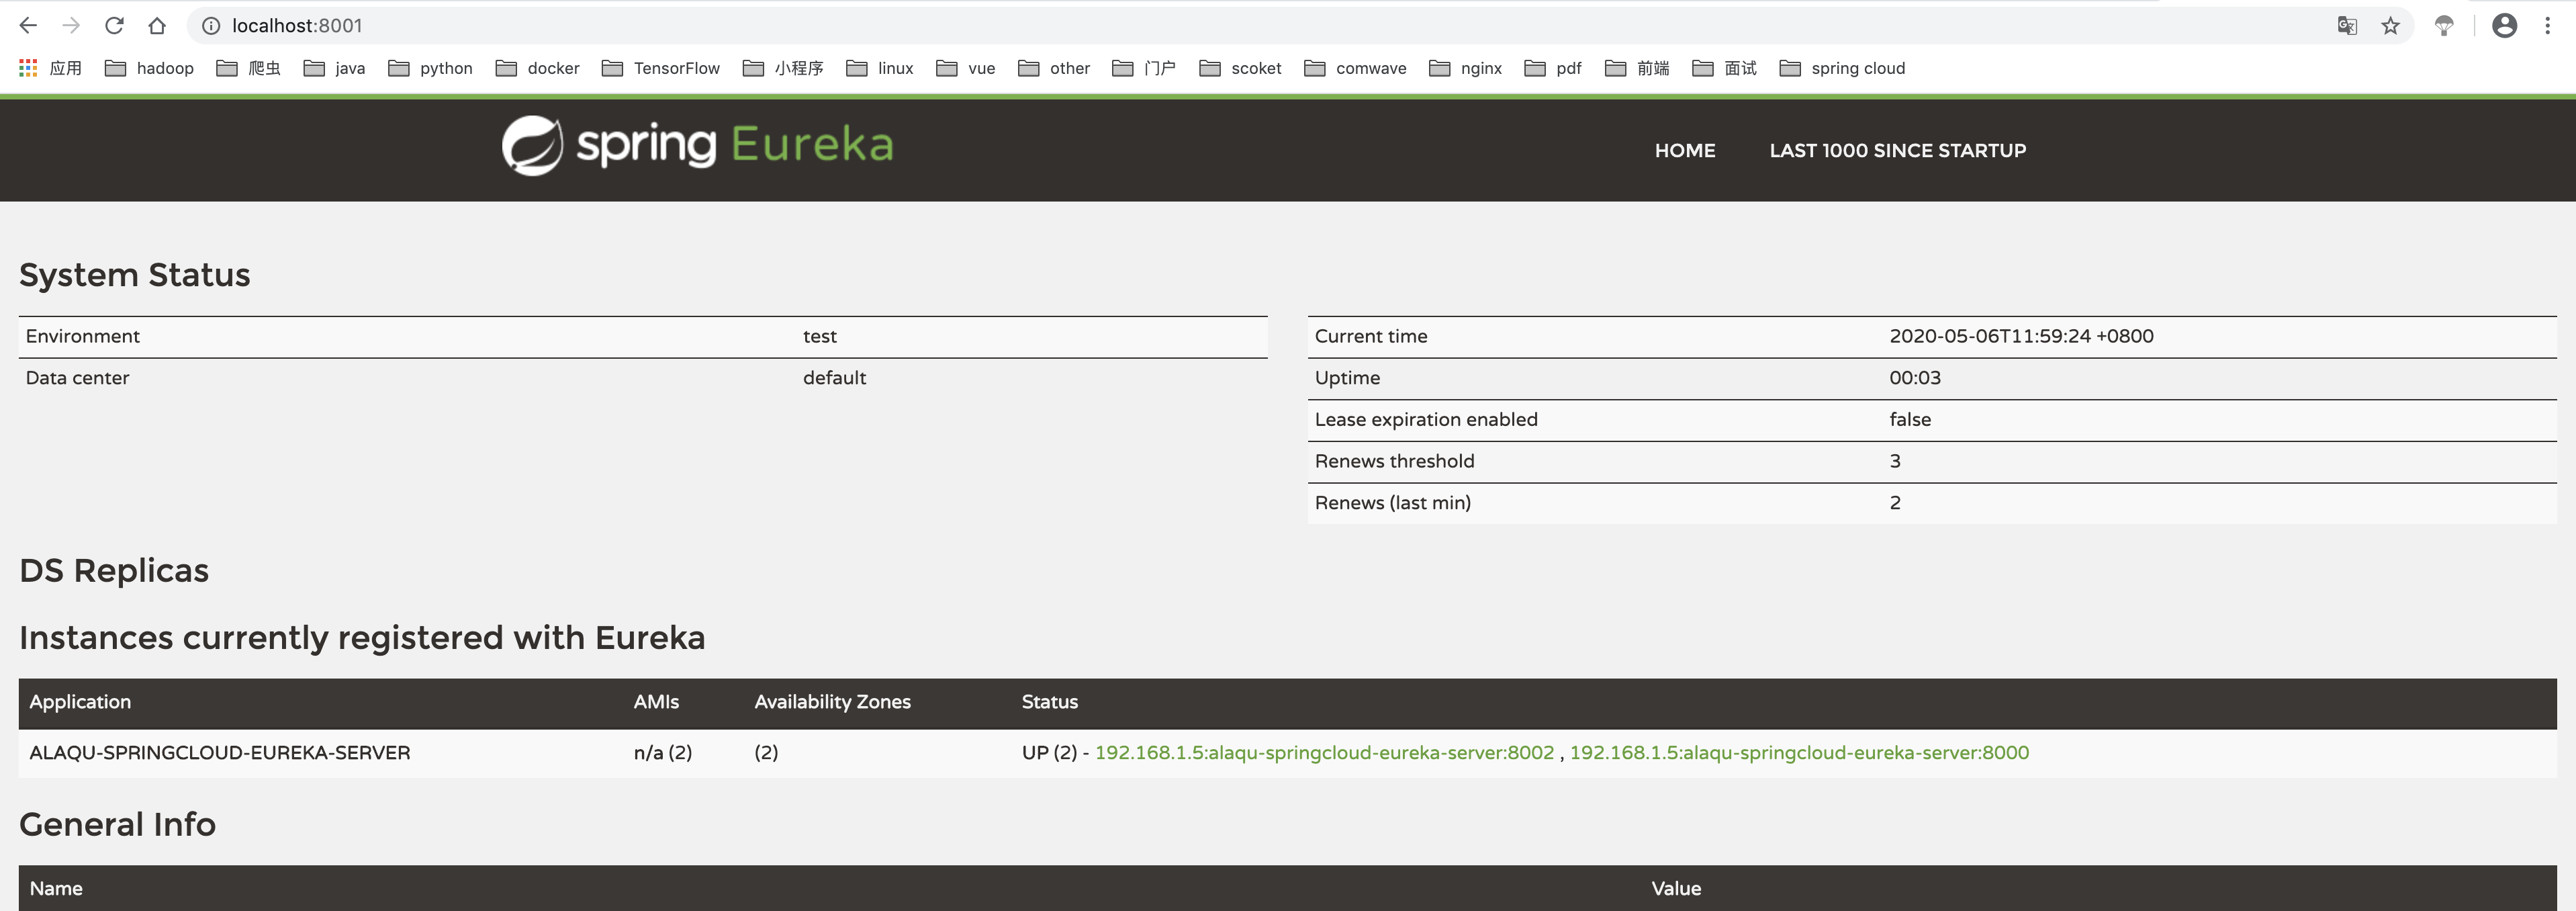 localhost:8001
应用 hadoop 爬虫 java python docker TensorFlow 小程序 linux vue other 门户 scoket comwave nginx pdf 前端 面试 spring cloud
spring Eureka HOME LAST 1000 SINCE STARTUP
System Status
Environment test
Data center default
Current time 2020-05-06T11:59:24 +0800
Uptime 00:03
Lease expiration enabled false
Renews threshold 3
Renews (last min) 2
DS Replicas
Instances currently registered with Eureka
Application AMIs Availability Zones Status
ALAQU-SPRINGCLOUD-EUREKA-SERVER n/a (2) (2) UP (2) - 192.168.1.5:alaqu-springcloud-eureka-server:8002 , 192.168.1.5:alaqu-springcloud-eureka-server:8000
General Info
Name Value